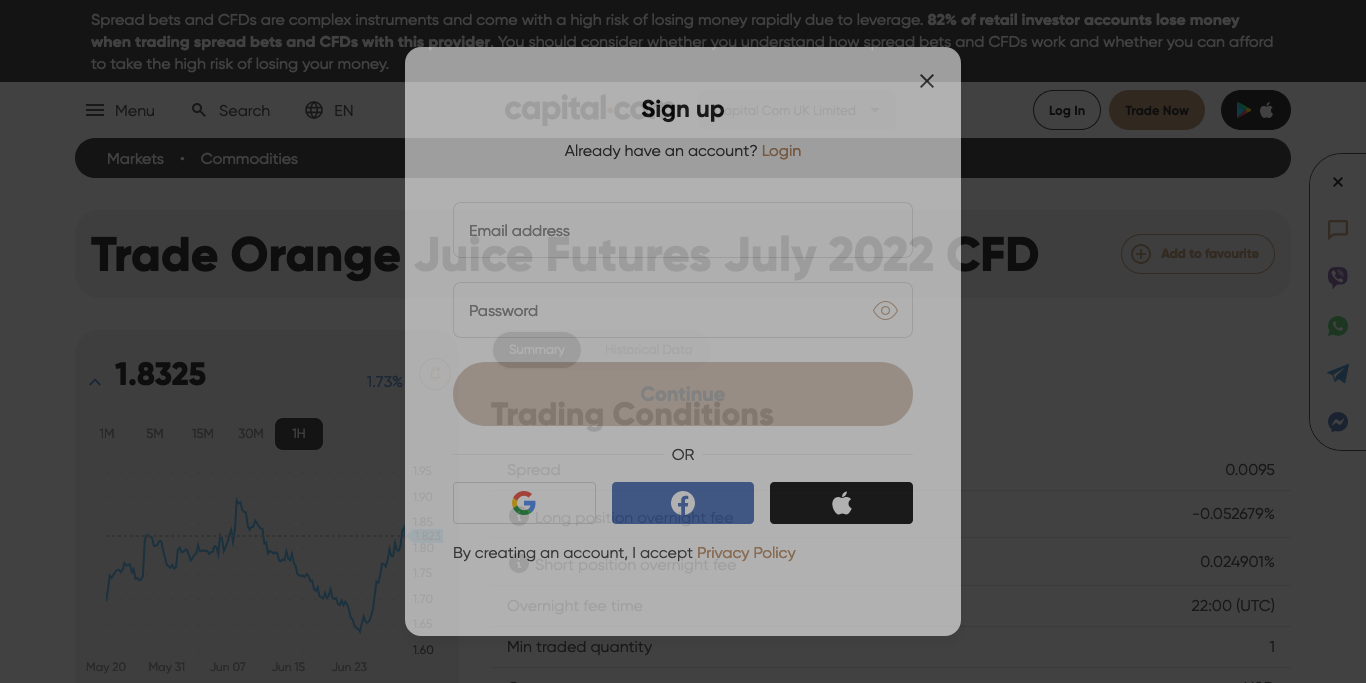 Spread bets and CFDs are complex instruments and come with a high risk of losing money rapidly due to leverage. 82% of retail investor accounts lose money
when trading spread bets and CFDs with this provider. You should consider whether you understand how spread bets and CFDs work and whether you can afford
to take the high risk of losing your money.
Menu
Search
EN
capital.com
Capital Com UK Limited
Log In
Trade Now
Sign up
Already have an account? Login
Markets • Commodities
Email address
Trade Orange Juice Futures July 2022 CFD
Add to favourite
Password
Summary
Historical Data
1.8325
1.73%
Continue
Trading Conditions
1M
5M
15M
30M
1H
OR
1.95
1.90
1.85
1.823
1.80
1.75
1.70
1.65
1.60
May 20
May 31
Jun 07
Jun 15
Jun 23
Spread
0.0095
Long position overnight fee
-0.052679%
By creating an account, I accept Privacy Policy
Short position overnight fee
0.024901%
Overnight fee time
22:00 (UTC)
Min traded quantity
1